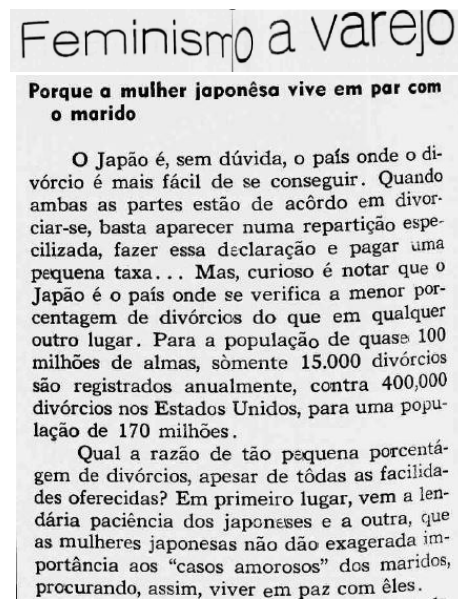 Feminismo a varejo
Porque a mulher japonêsa vive em par com
o marido
O Japão é, sem dúvida, o país onde o di-
vórcio é mais fácil de se conseguir. Quando
ambas as partes estão de acôrdo em divor-
ciar-se, basta aparecer numa repartição espe-
cilizada, fazer essa declaração e pagar uma
pequena taxa... Mas, curioso é notar que o
Japão é o país onde se verifica a menor por-
centagem de divórcios do que em qualquer
outro lugar. Para a população de quase 100
milhões de almas, sòmente 15.000 divórcios
são registrados anualmente, contra 400,000
divórcios nos Estados Unidos, para uma popu-
lação de 170 milhões.
Qual a razão de tão pequena porcentá-
gem de divórcios, apesar de tôdas as facilida-
des oferecidas? Em primeiro lugar, vem a len-
dária paciência dos japoneses e a outra, que
as mulheres japonesas não dão exagerada im-
portância aos "casos amorosos" dos maridos,
procurando, assim, viver em paz com êles.